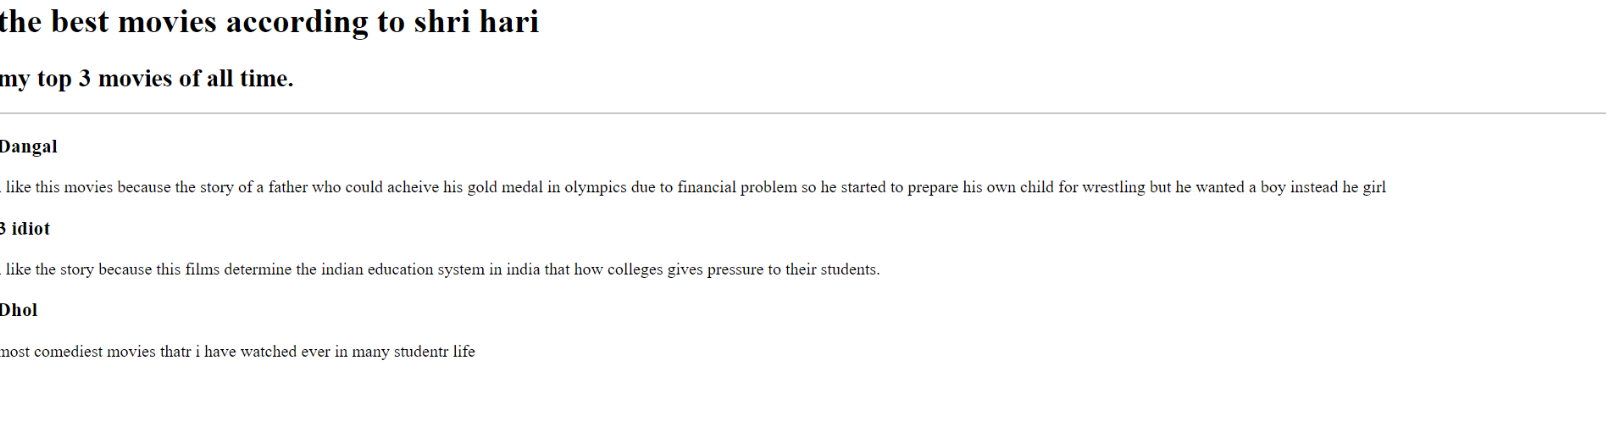 the best movies according to shri hari
my top 3 movies of all time.
Dangal
like this movies because the story of a father who could acheive his gold medal in olympics due to financial problem so he started to prepare his own child for wrestling but he wanted a boy instead he girl
3 idiot
like the story because this films determine the indian education system in india that how colleges gives pressure to their students.
Dhol
most comediest movies thatr i have watched ever in many studentr life